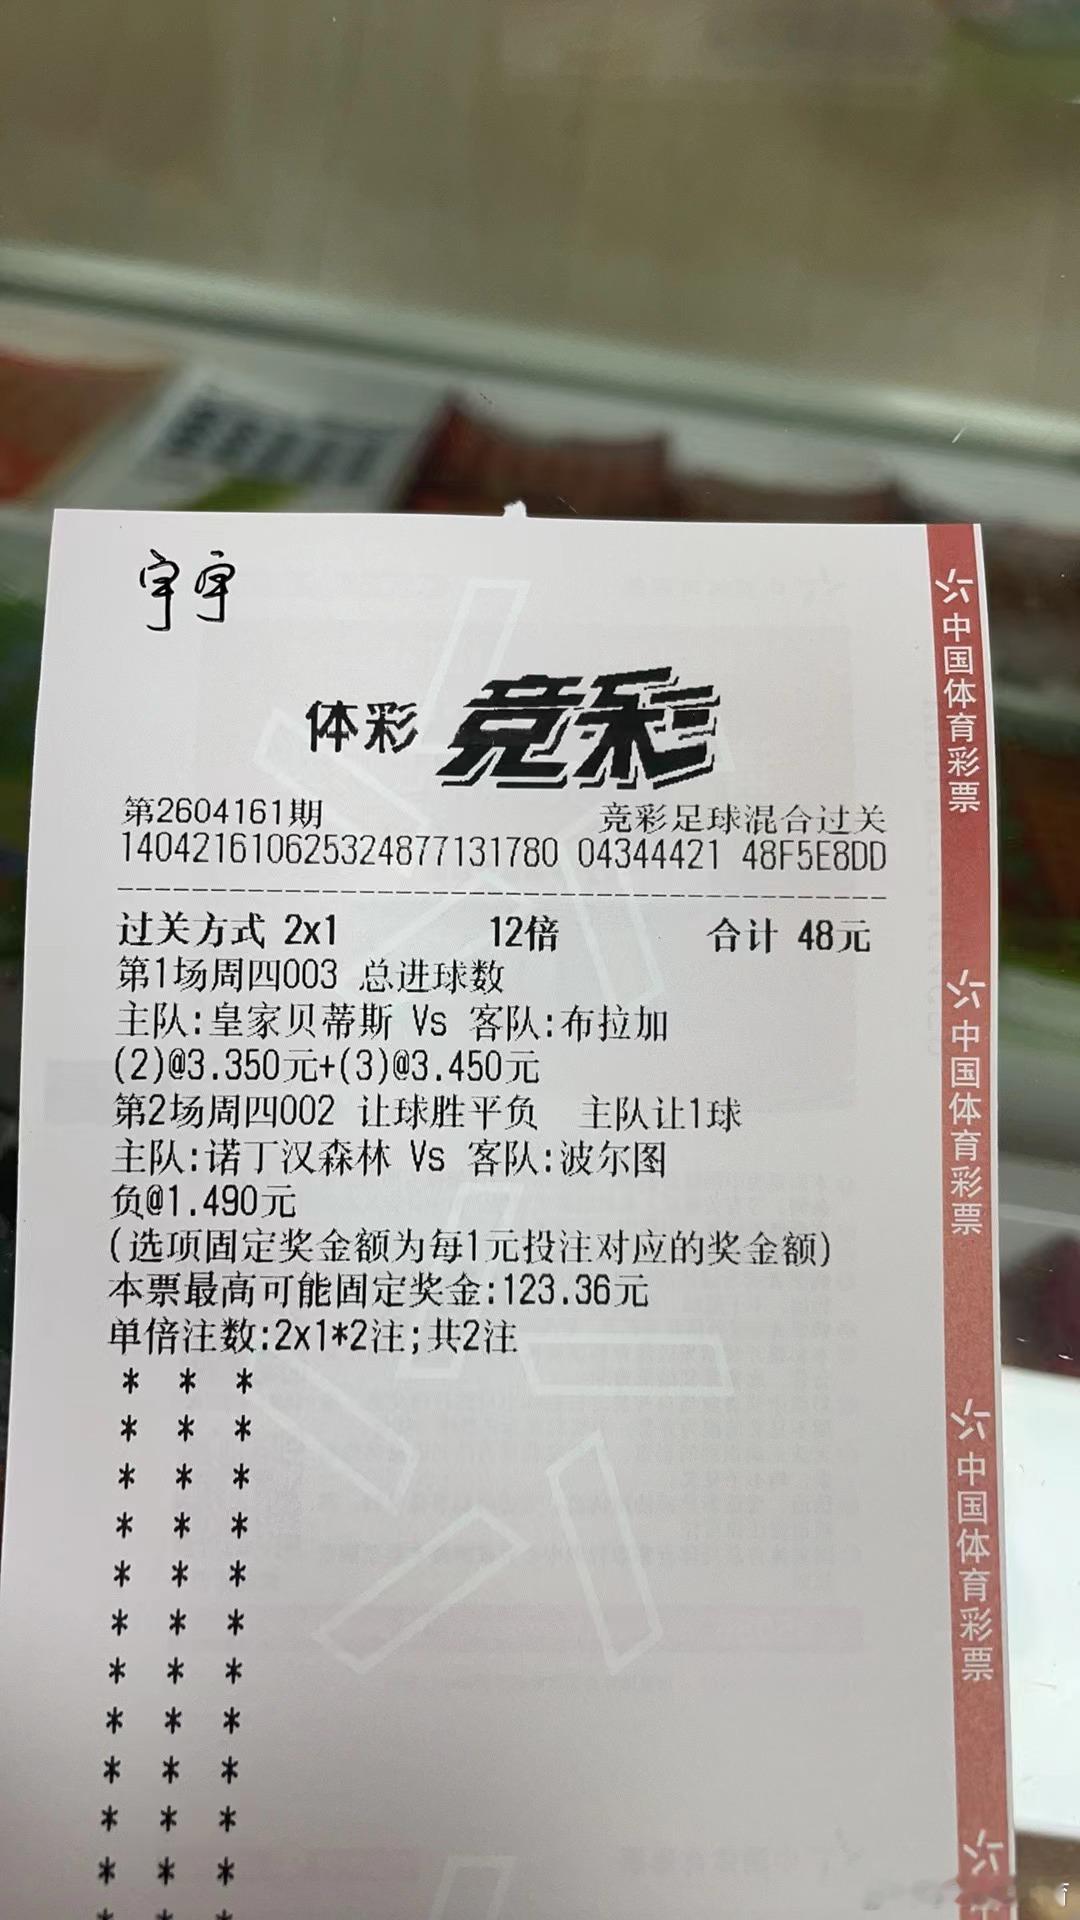 宇宇
体彩 竞彩
第2604161期 竞彩足球混合过关
140421610625324877131780 04344421 48F5E8DD
过关方式 2x1 12倍 合计 48元
第1场周四003 总进球数
主队:皇家贝蒂斯 Vs 客队:布拉加
(2)@3.350元+(3)@3.450元
第2场周四002 让球胜平负 主队让1球
主队:诺丁汉森林 Vs 客队:波尔图
负@1.490元
(选项固定奖金额为每1元投注对应的奖金额)
本票最高可能固定奖金:123.36元
单倍注数:2x1*2注;共2注
* * *
* * *
* * *
* * *
* * *
* * *
* * *
* * *
* * *
* * *
* * *
* * *
中国体育彩票
中国体育彩票
中国体育彩票